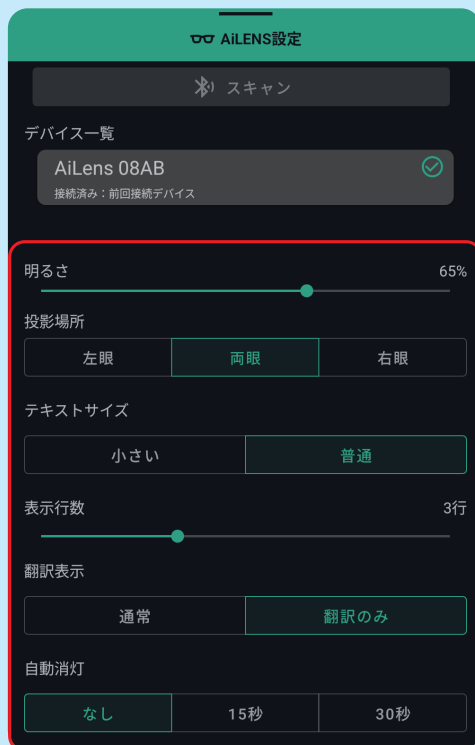 AiLENS設定
スキャン
デバイス一覧
AiLens 08AB
接続済み：前回接続デバイス
明るさ 65%
投影場所
左眼 両眼 右眼
テキストサイズ
小さい 普通
表示行数 3行
翻訳表示
通常 翻訳のみ
自動消灯
なし 15秒 30秒